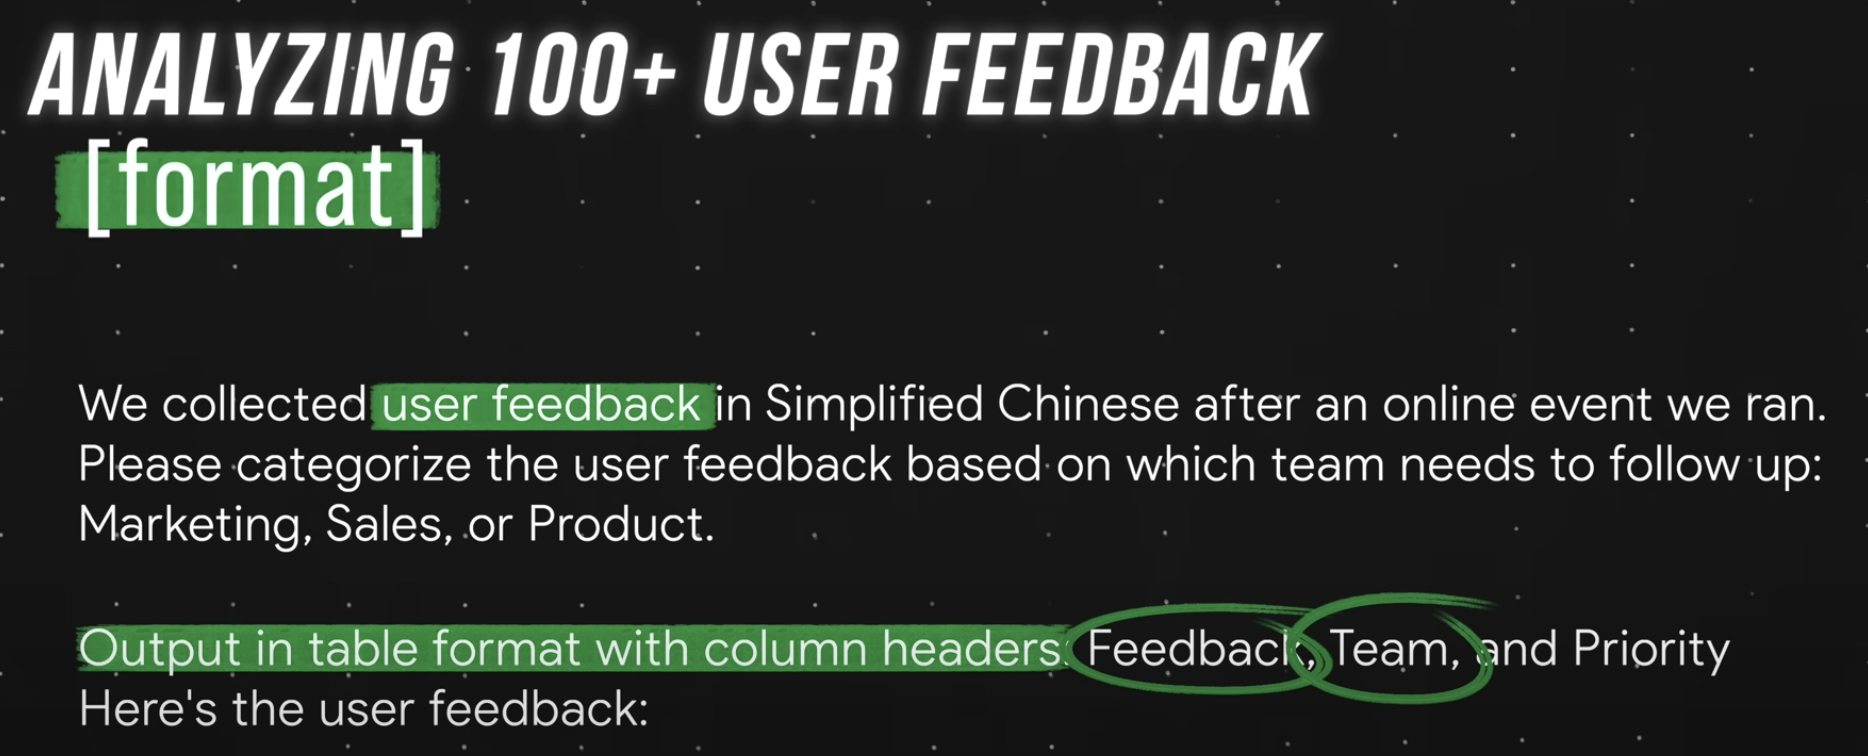 ANALYZING 100+ USER FEEDBACK
[format]
We collected user feedback in Simplified Chinese after an online event we ran.
Please categorize the user feedback based on which team needs to follow up:
Marketing, Sales, or Product.
Output in table format with column headers: Feedback, Team, and Priority
Here's the user feedback: